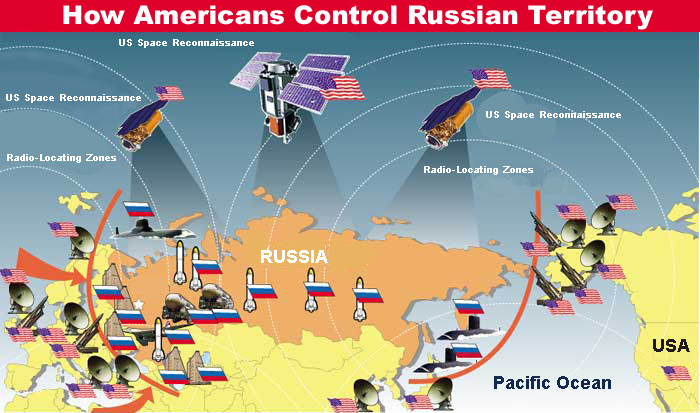 How Americans Control Russian Territory
US Space Reconnaissance
US Space Reconnaissance
US Space Reconnaissance
Radio-Locating Zones
Radio-Locating Zones
RUSSIA
USA
Pacific Ocean